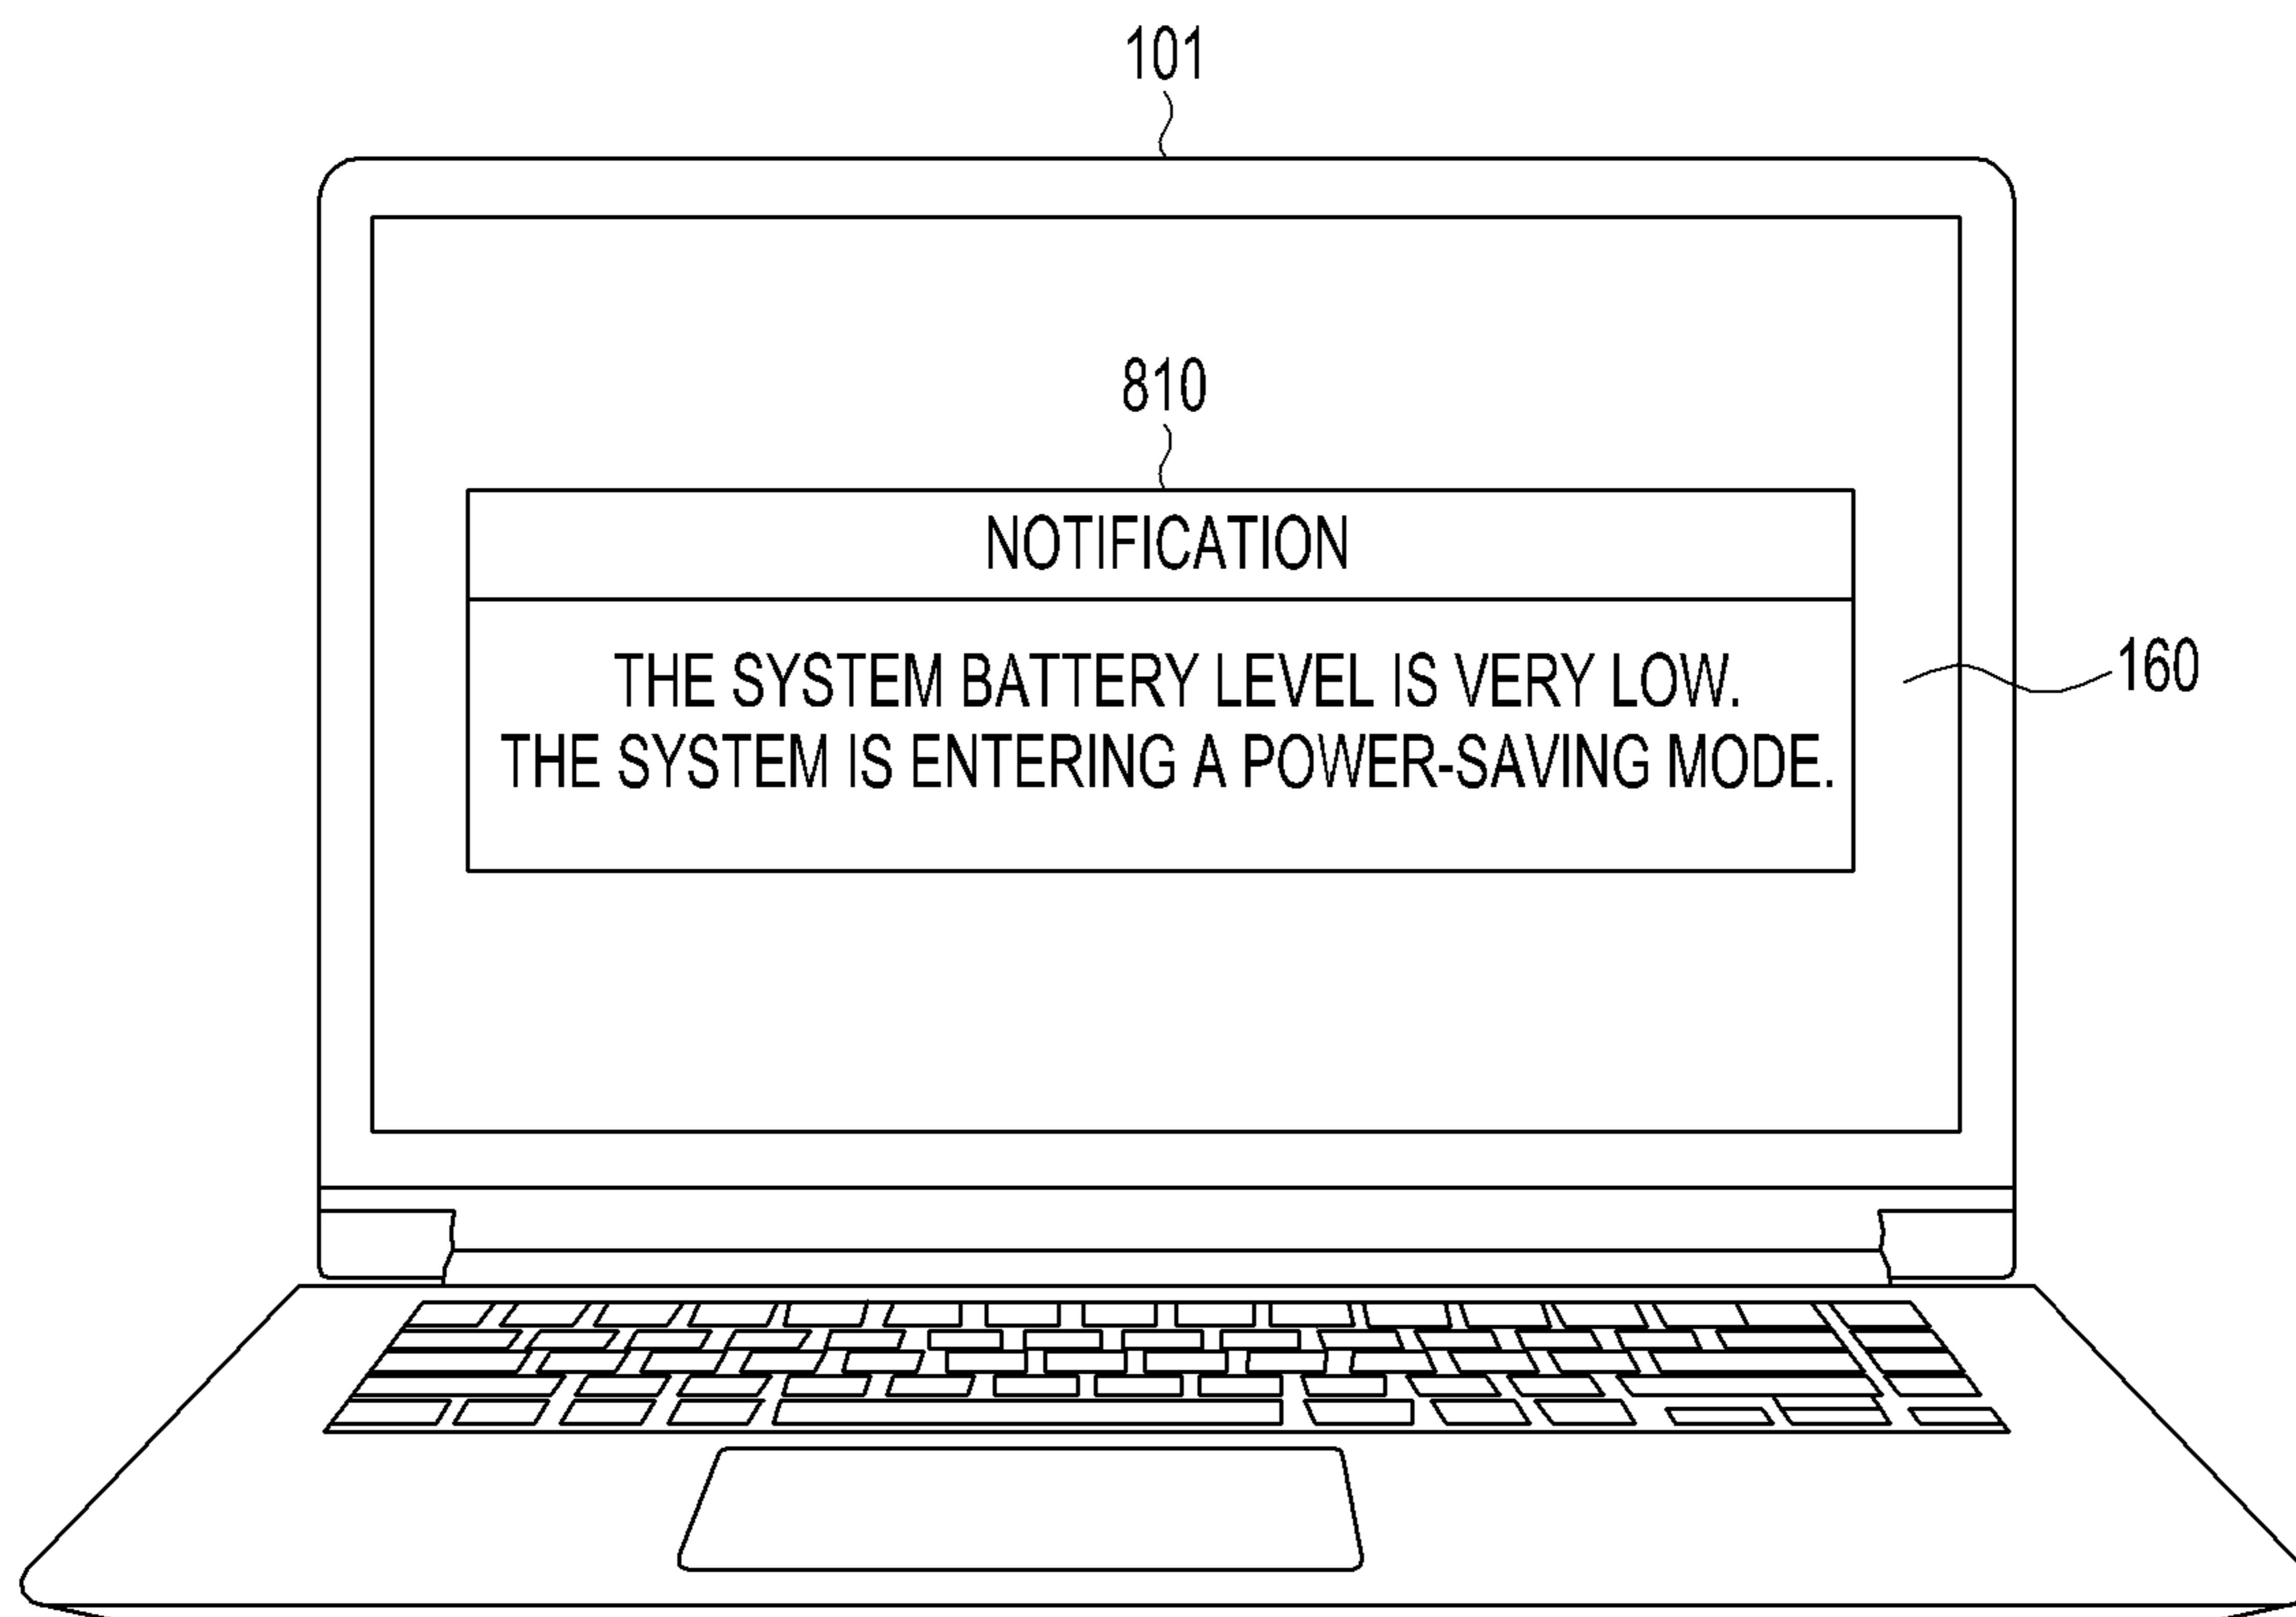 101
810
NOTIFICATION
THE SYSTEM BATTERY LEVEL IS VERY LOW.
THE SYSTEM IS ENTERING A POWER-SAVING MODE.
160